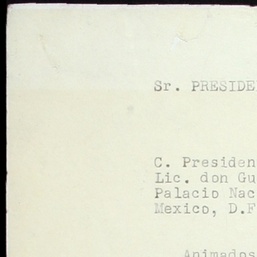 Sr. PRESIDE
C. Presiden
Lic. don Gu
Palacio Nac
Mexico, D.F
Animados